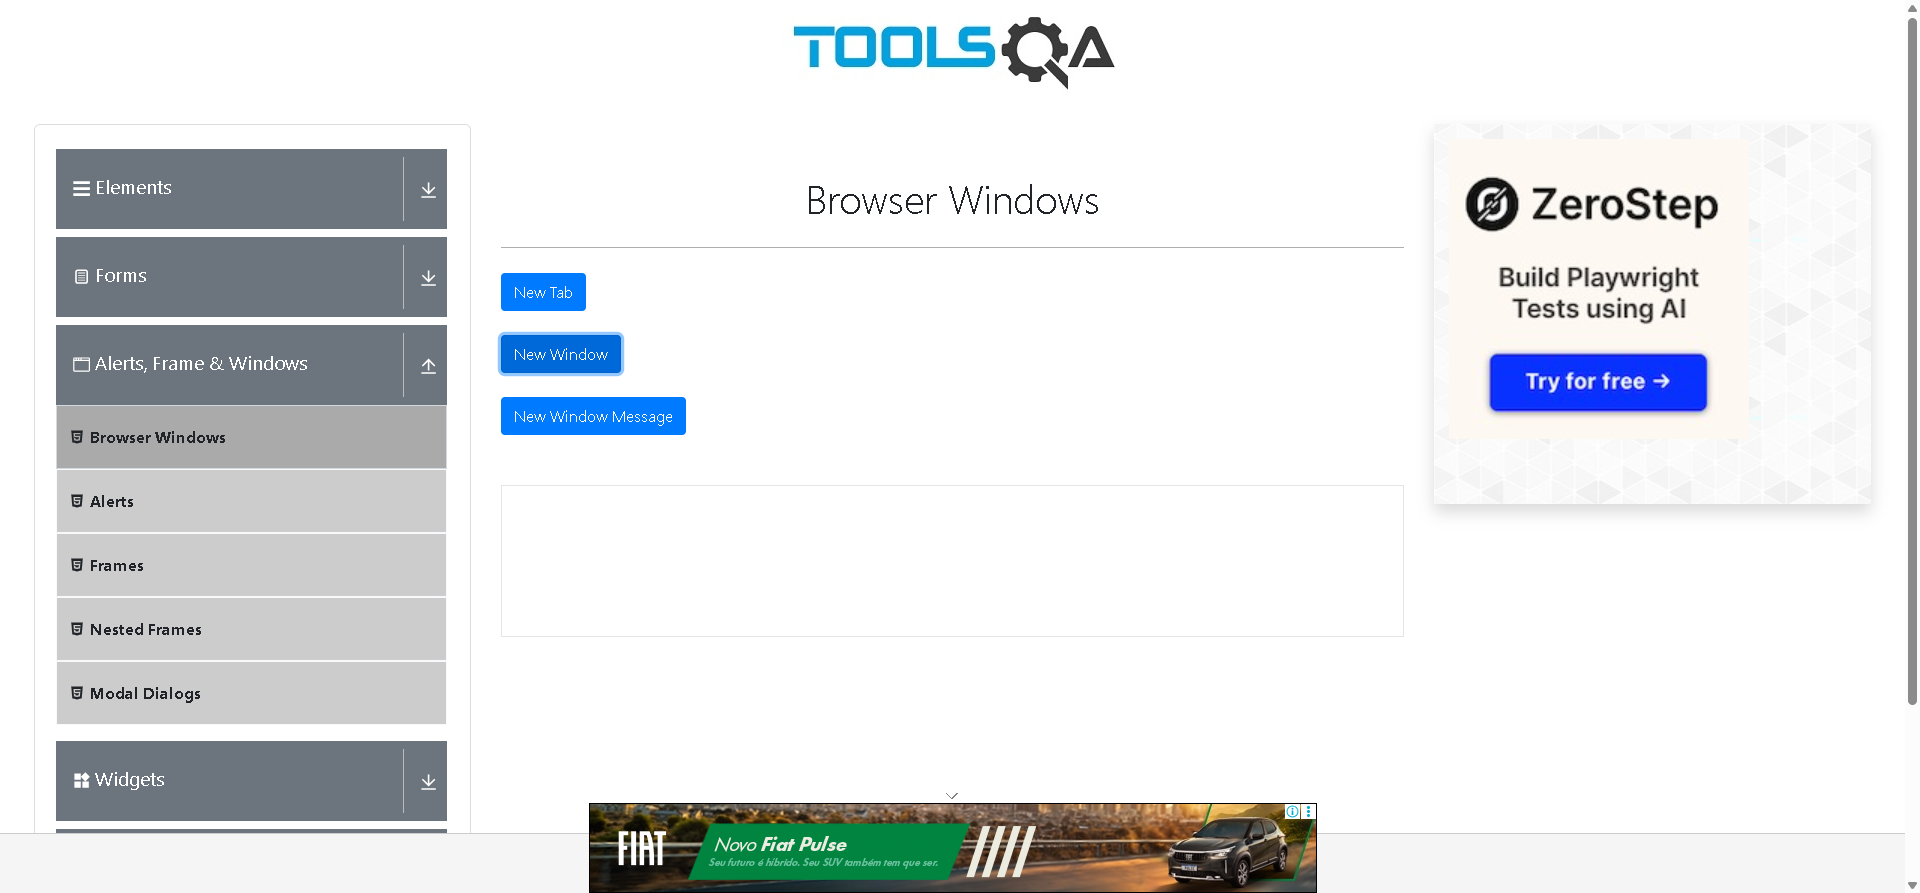 TOOLSQA
Elements
Forms
Alerts, Frame & Windows
Browser Windows
Alerts
Frames
Nested Frames
Modal Dialogs
Widgets
Browser Windows
New Tab
New Window
New Window Message
ZeroStep
Build Playwright
Tests using AI
Try for free →
FIAT
Novo Fiat Pulse
Seu futuro é híbrido. Seu SUV também tem que ser.